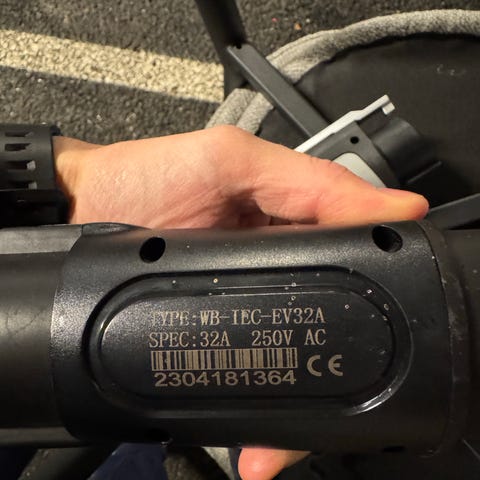 TYPE:WB-IEC-EV32A
SPEC:32A 250V AC
2304181364 CE